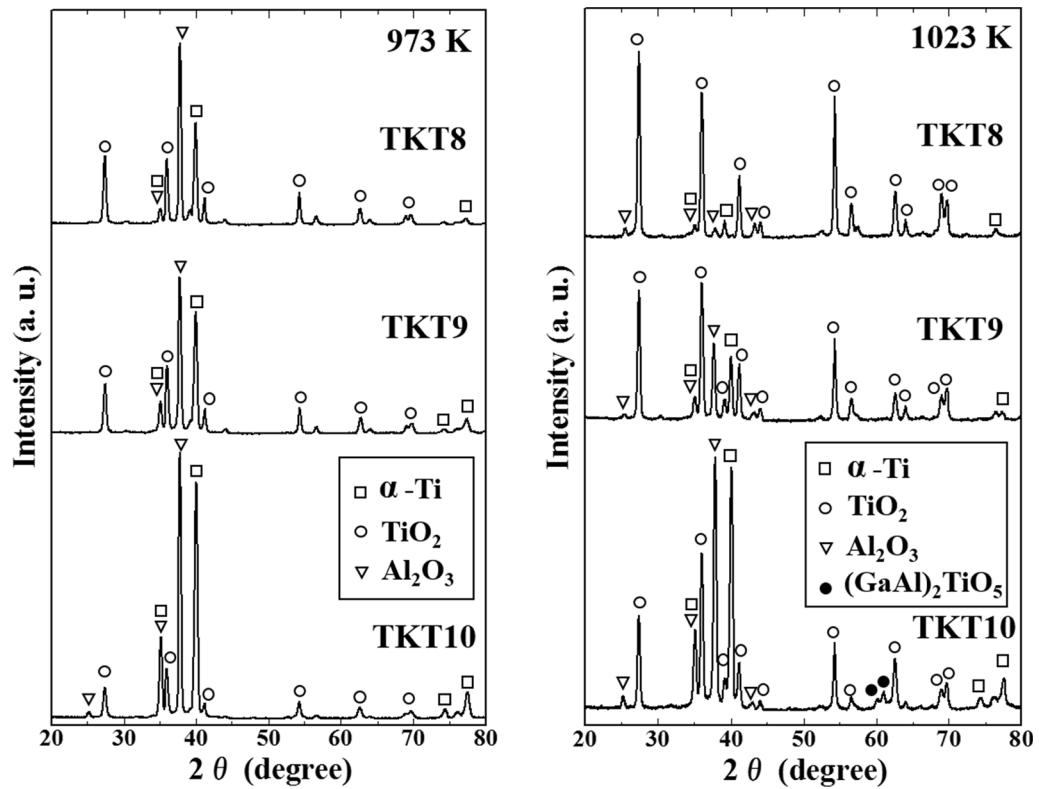 973 K
TKT8
TKT9
α -Ti
TiO2
Al2O3
TKT10
Intensity (a. u.)
20 30 40 50 60 70 80
2 θ (degree)
1023 K
TKT8
TKT9
α -Ti
TiO2
Al2O3
(GaAl)2TiO5
TKT10
Intensity (a. u.)
20 30 40 50 60 70 80
2 θ (degree)